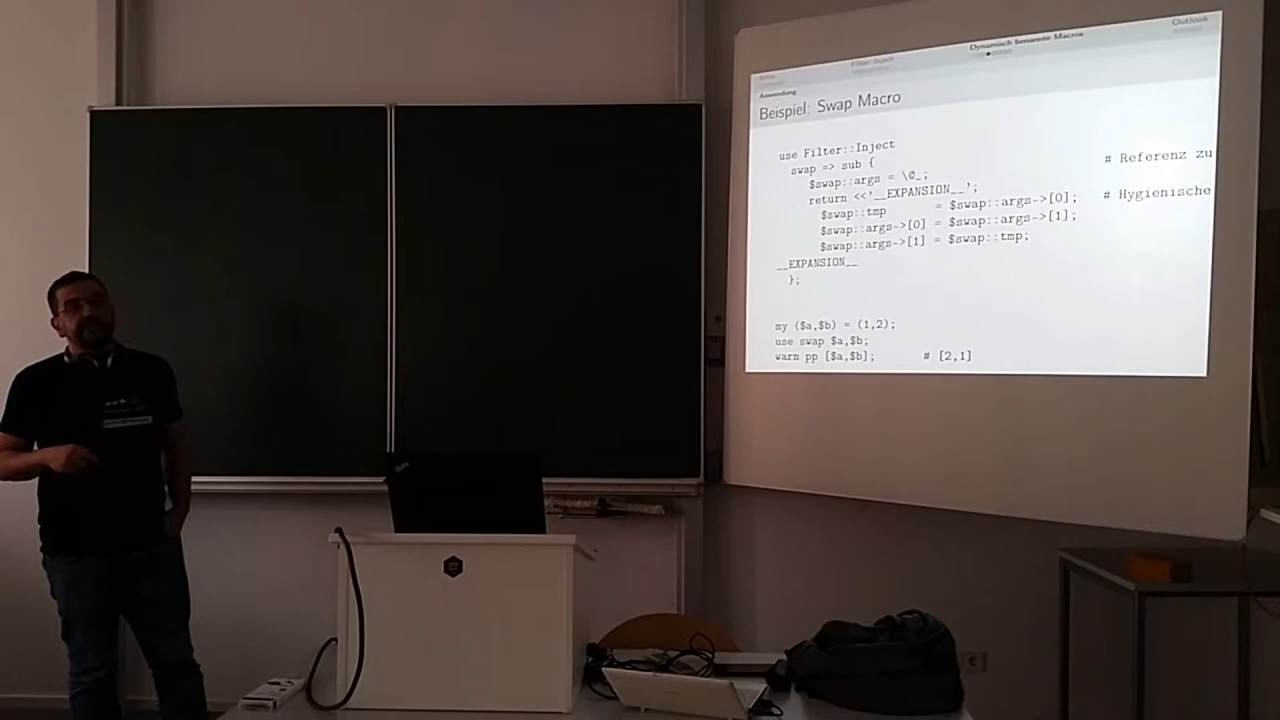 Intro
Filter::Inject
Dynamisch benannte Macros
Outlook
Anwendung
Beispiel: Swap Macro
use Filter::Inject
swap => sub {
$swap::args = \@_; # Referenz zu
return <<'__EXPANSION__';
$swap::tmp = $swap::args->[0]; # Hygienische
$swap::args->[0] = $swap::args->[1];
$swap::args->[1] = $swap::tmp;
__EXPANSION__
};
my ($a,$b) = (1,2);
use swap $a,$b;
warn pp [$a,$b]; # [2,1]